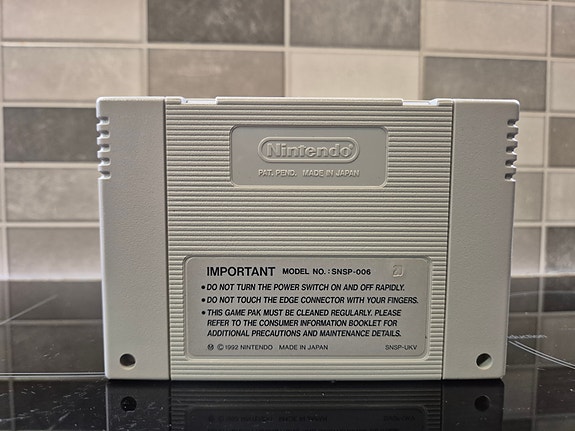 Nintendo®
PAT. PEND. MADE IN JAPAN
IMPORTANT MODEL NO.: SNSP-006
• DO NOT TURN THE POWER SWITCH ON AND OFF RAPIDLY.
• DO NOT TOUCH THE EDGE CONNECTOR WITH YOUR FINGERS.
• THIS GAME PAK MUST BE CLEANED REGULARLY. PLEASE
REFER TO THE CONSUMER INFORMATION BOOKLET FOR
ADDITIONAL PRECAUTIONS AND MAINTENANCE DETAILS.
Ⓜ © 1992 NINTENDO MADE IN JAPAN SNSP-UKV